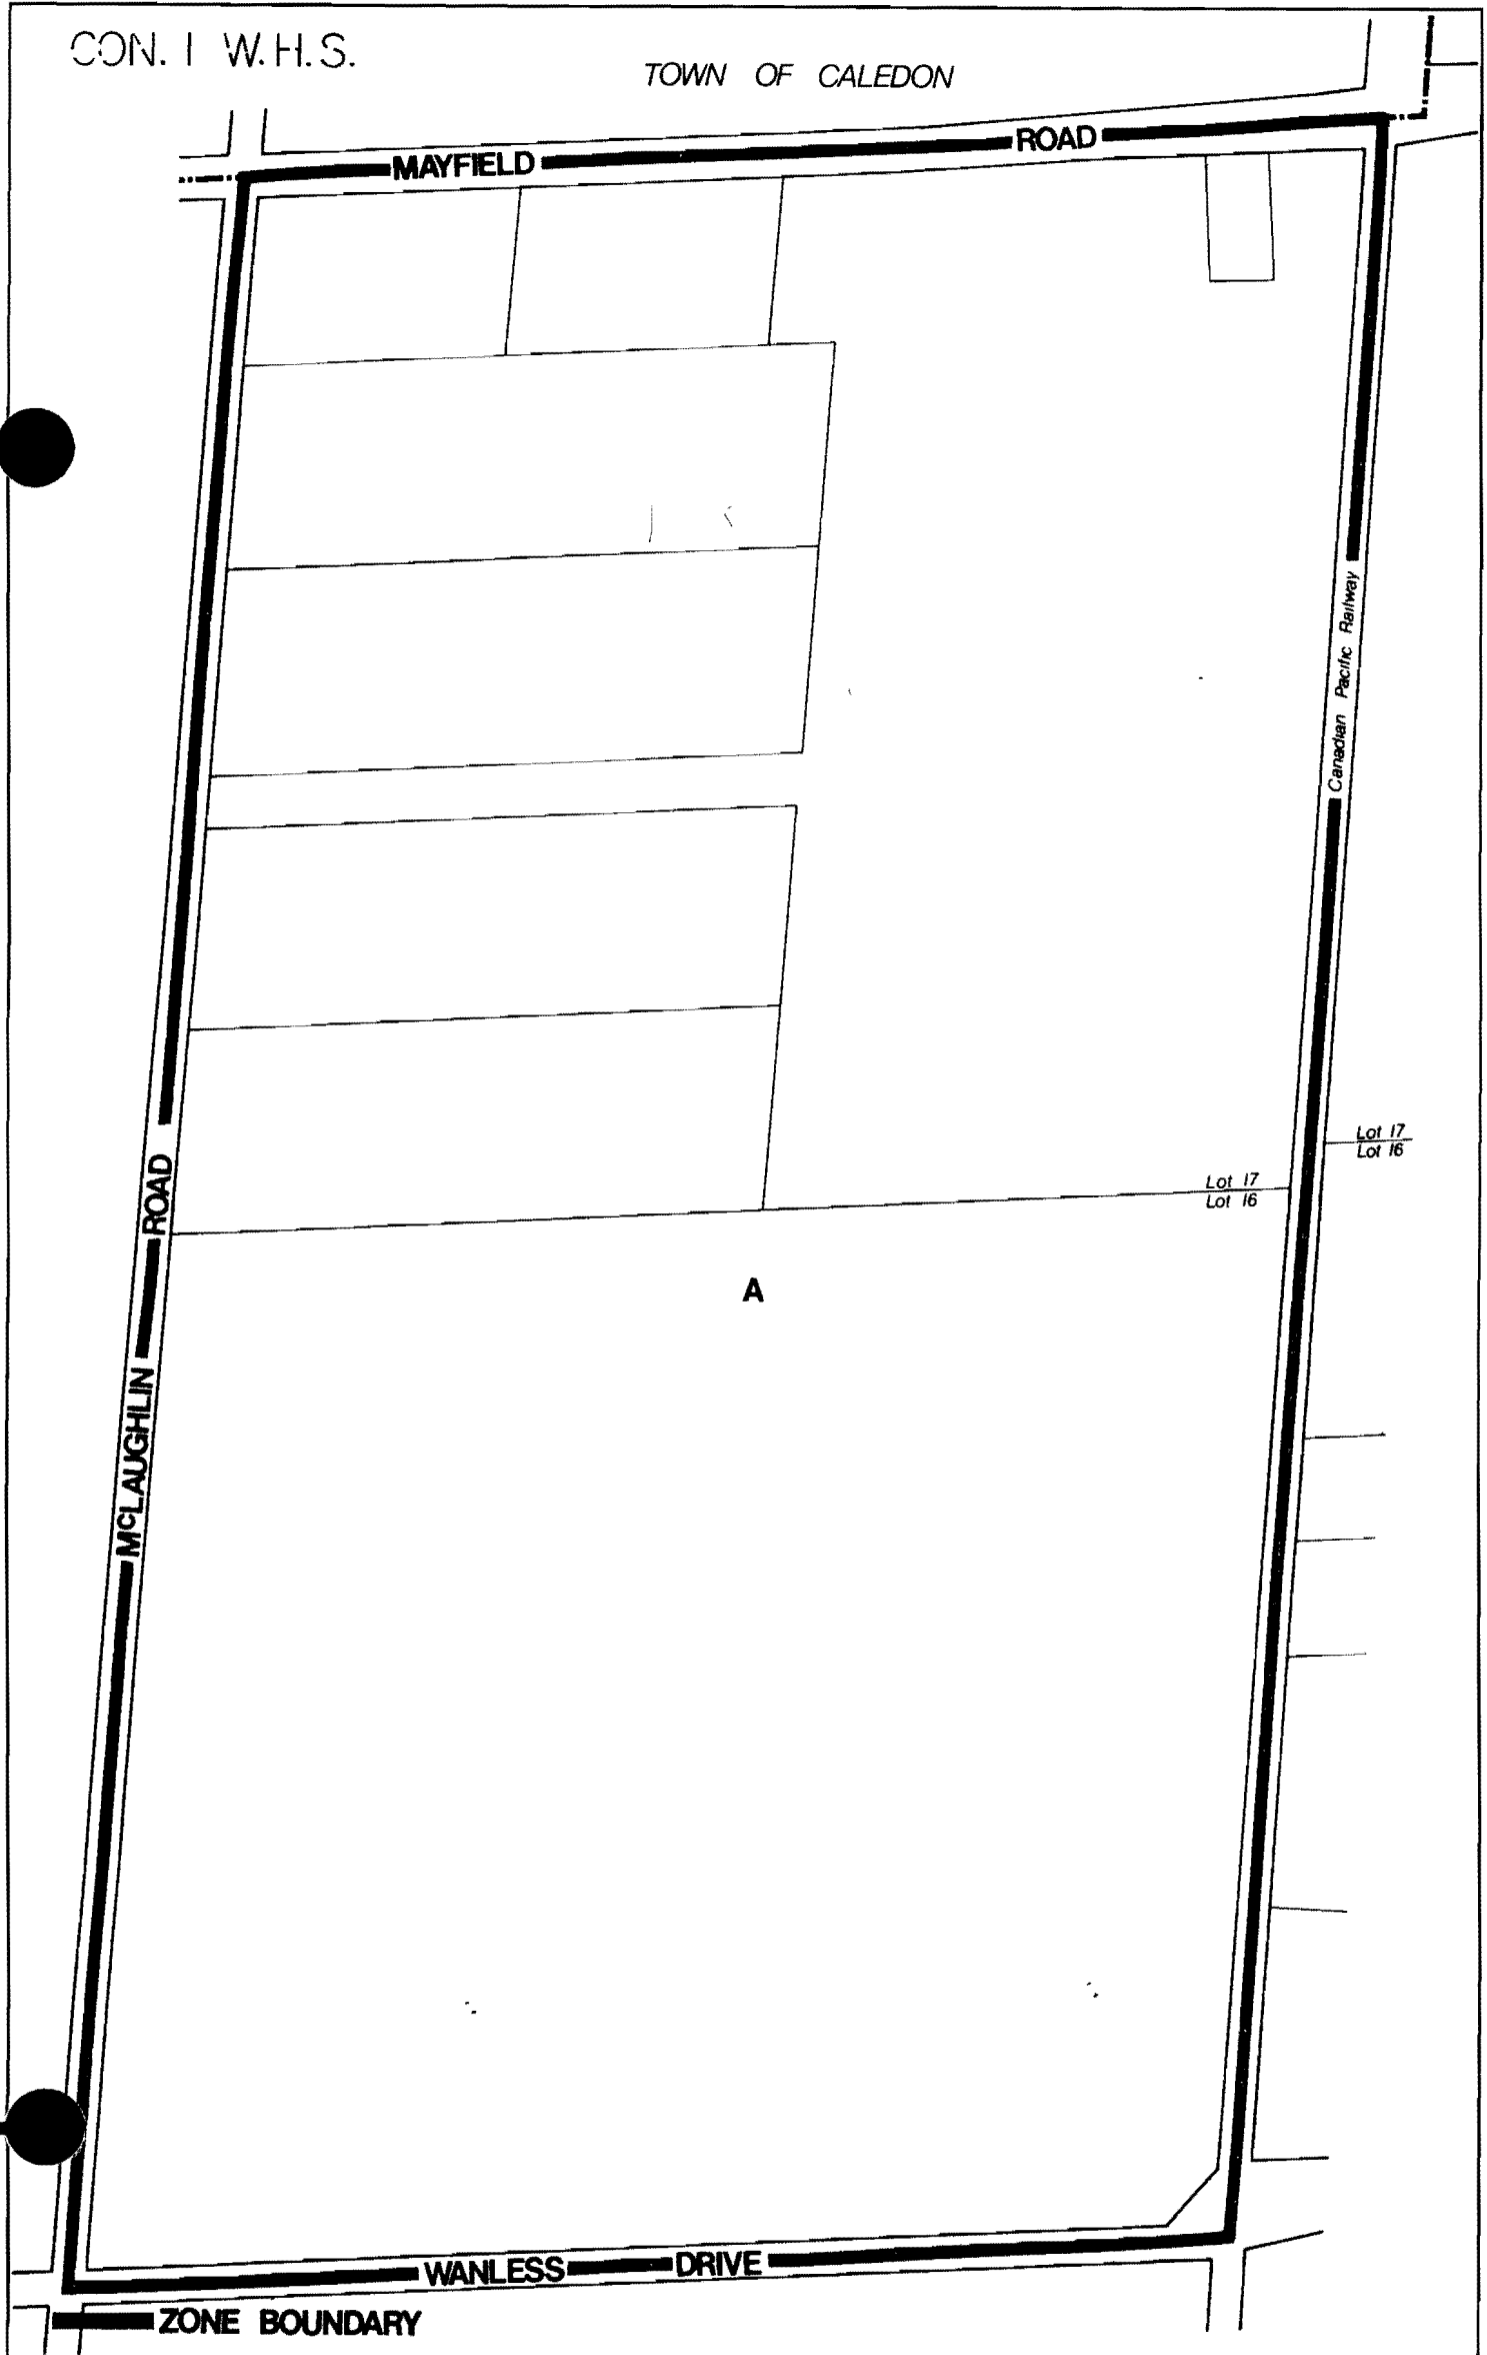 CON. 1 W.H.S.
TOWN OF CALEDON
MAYFIELD ROAD
Canadian Pacific Railway
Lot 17
Lot 16
Lot 17
Lot 16
A
McLAUGHLIN ROAD
WANLESS DRIVE
ZONE BOUNDARY